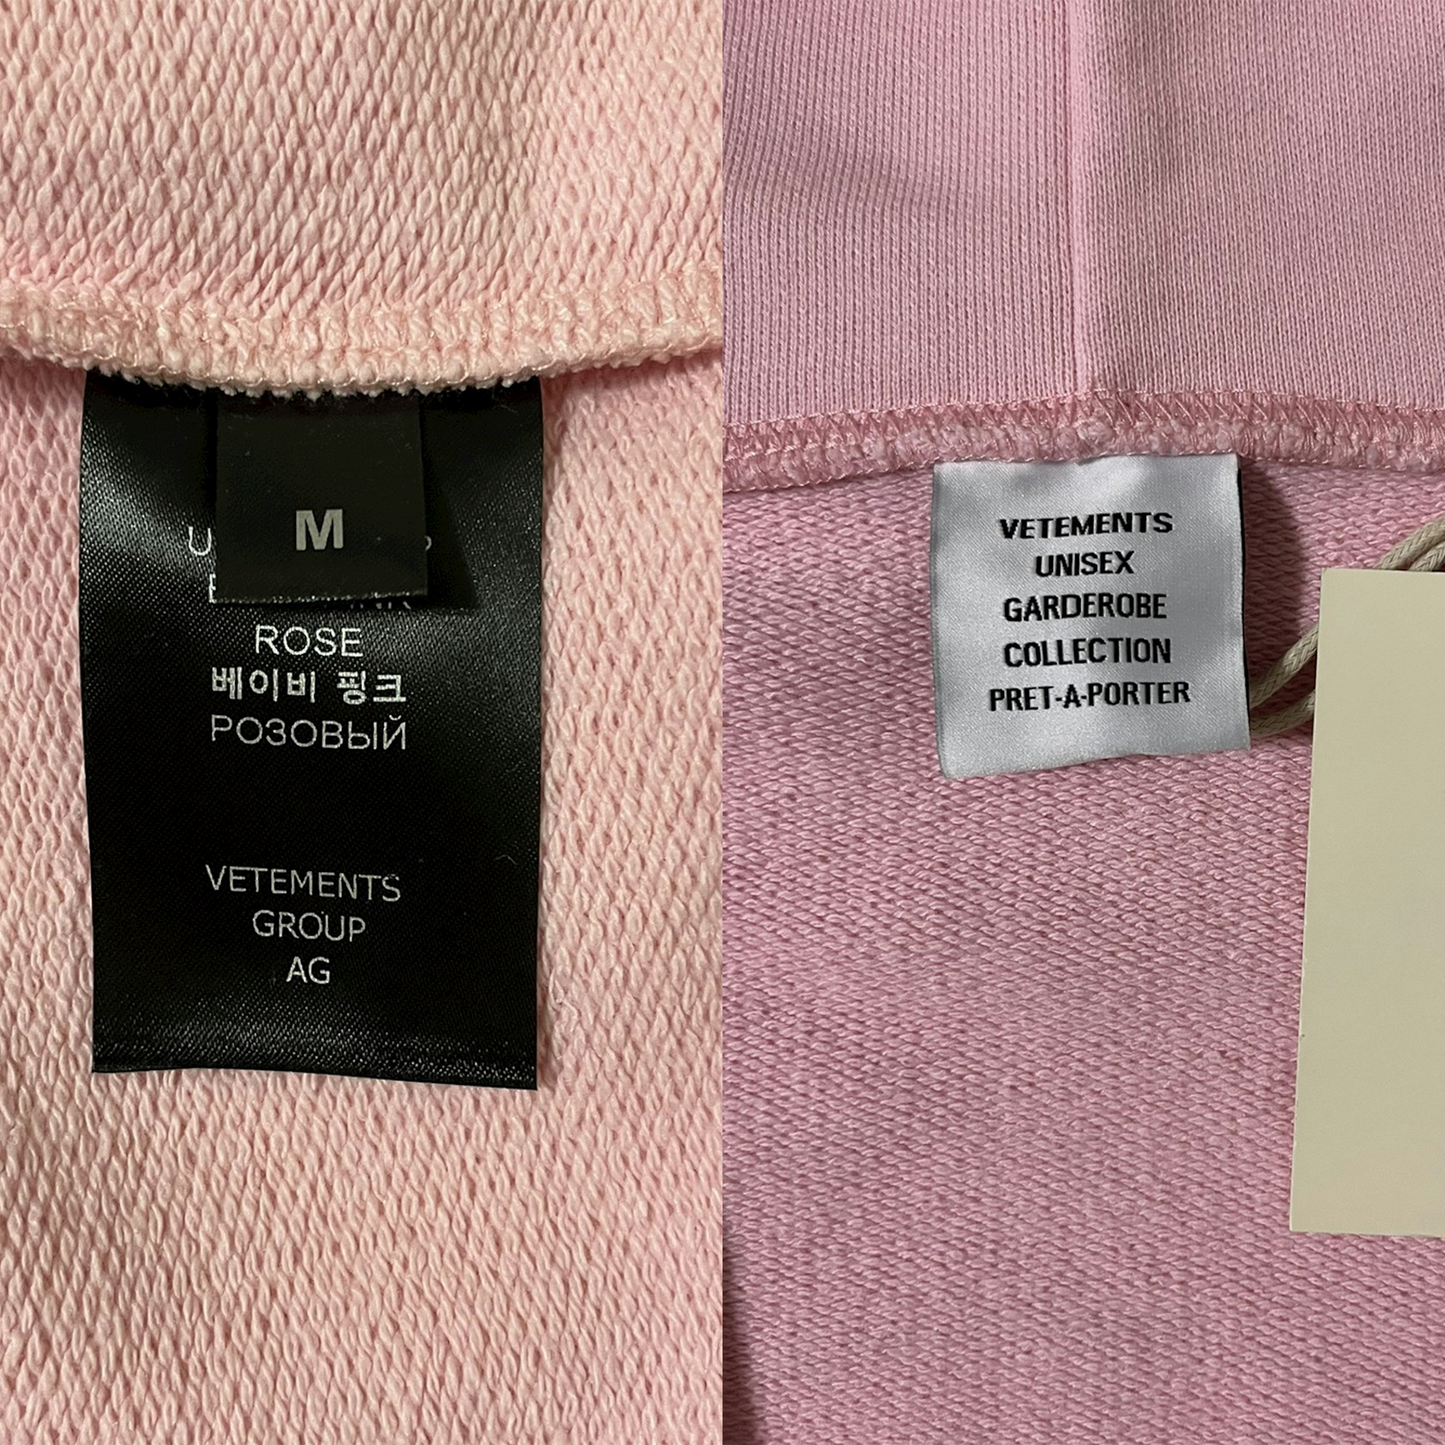 M
ROSE
베이비 핑크
РОЗОВЫЙ
VETEMENTS
GROUP
AG
VETEMENTS
UNISEX
GARDEROBE
COLLECTION
PRET-A-PORTER